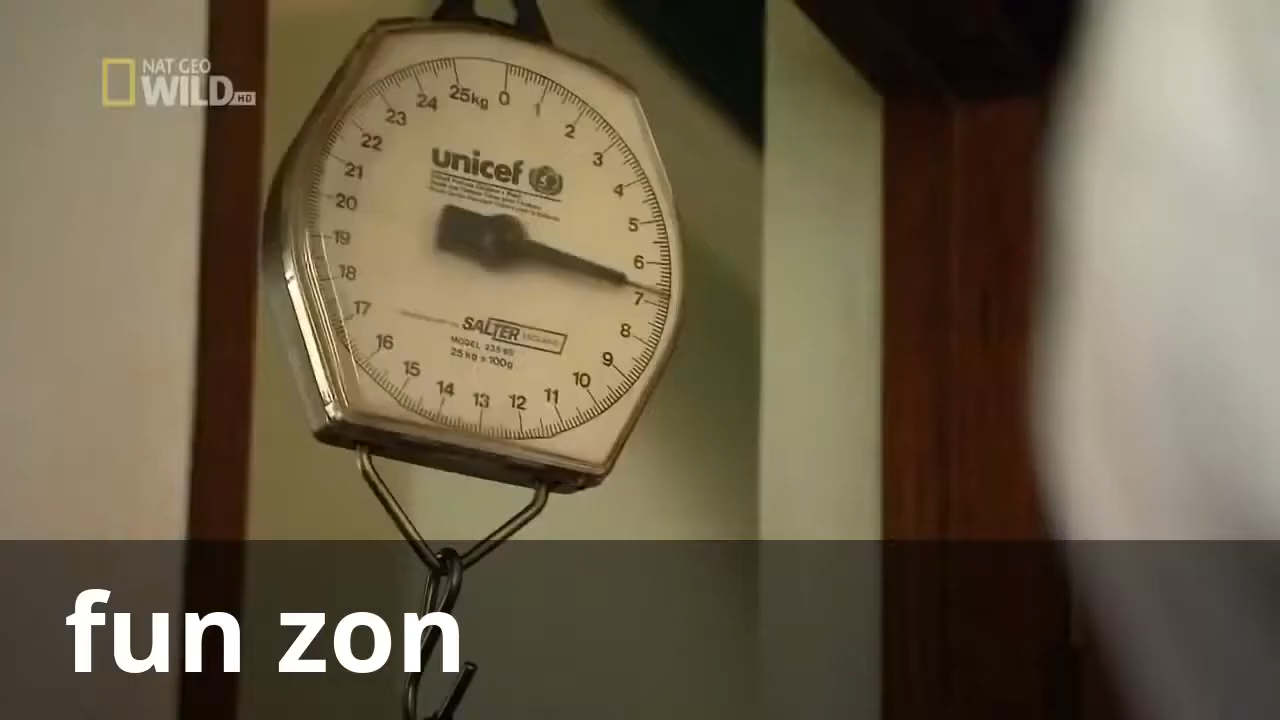 NAT GEO
WILD HD
25kg 0 1 2 3 4 5 6 7 8 9 10 11 12 13 14 15 16 17 18 19 20 21 22 23 24
unicef
SALTER ENGLAND
MODEL 235 6S
25 kg x 100g
fun zon